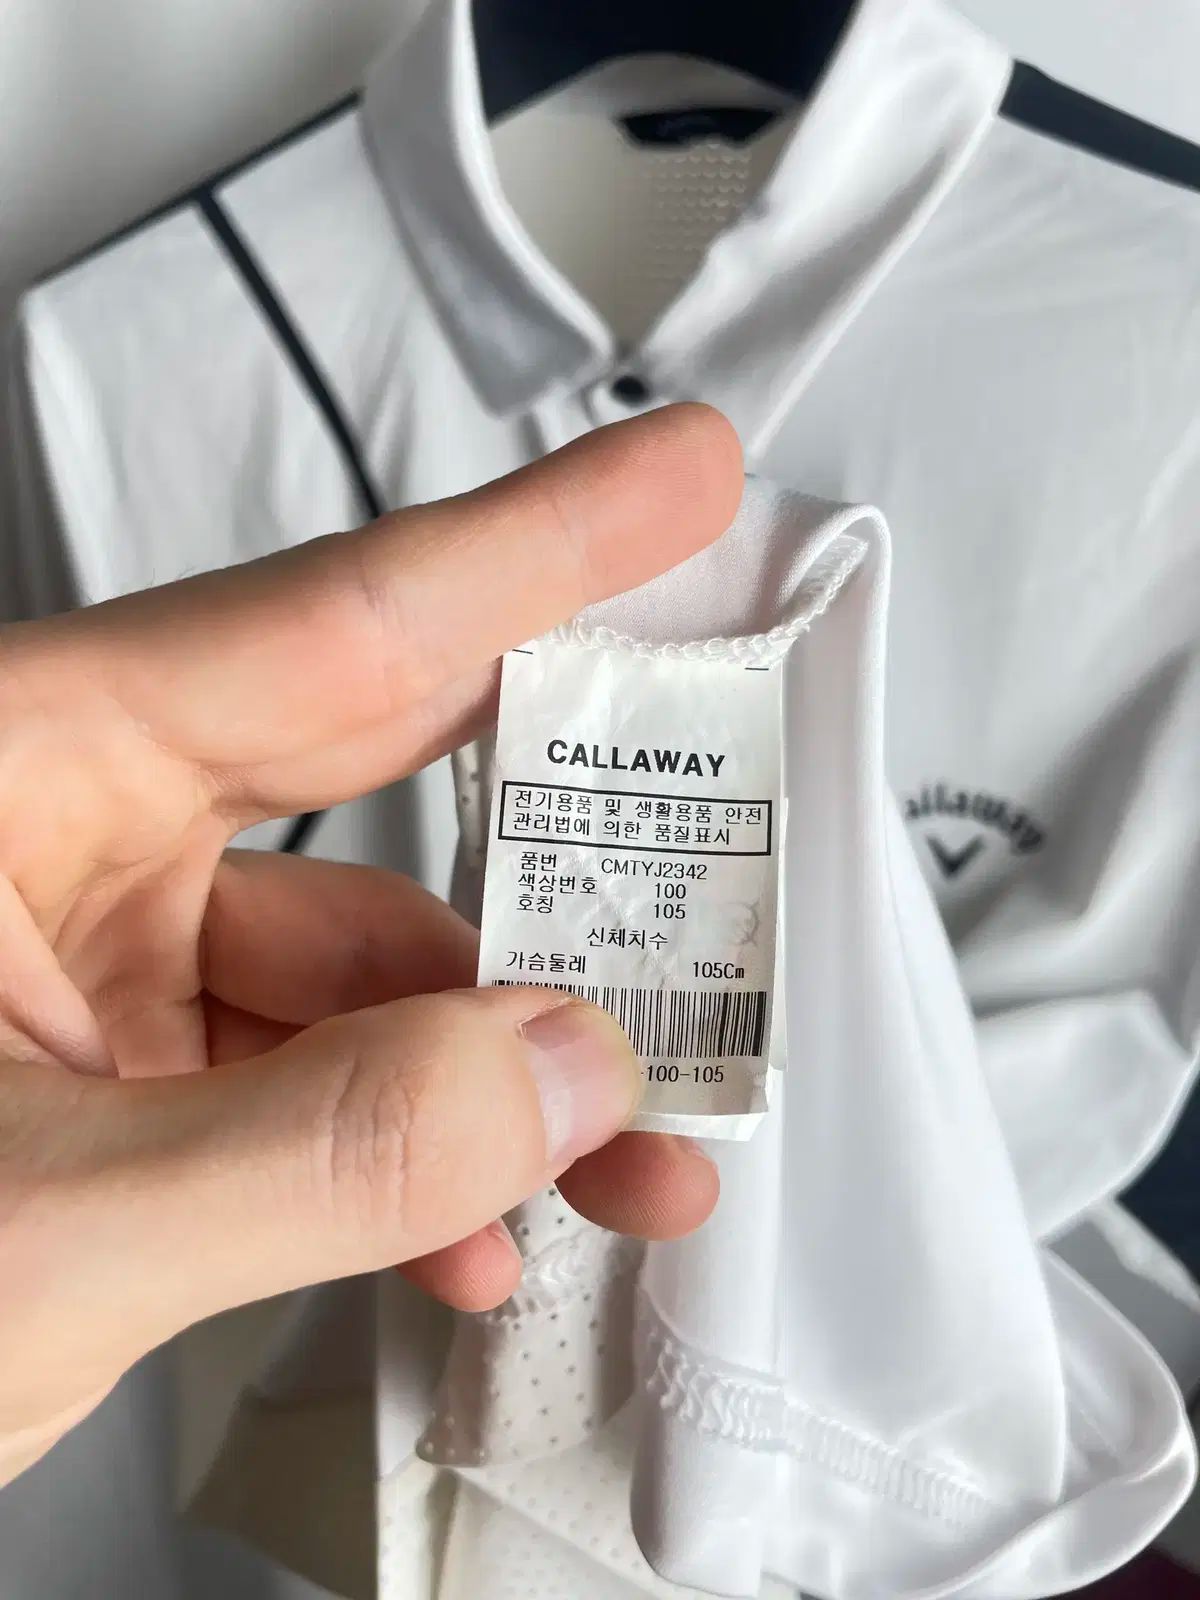 CALLAWAY
전기용품 및 생활용품 안전
관리법에 의한 품질표시
품번 CMTYJ2342
색상번호 100
호칭 105
신체치수
가슴둘레 105Cm
-100-105
Callaway